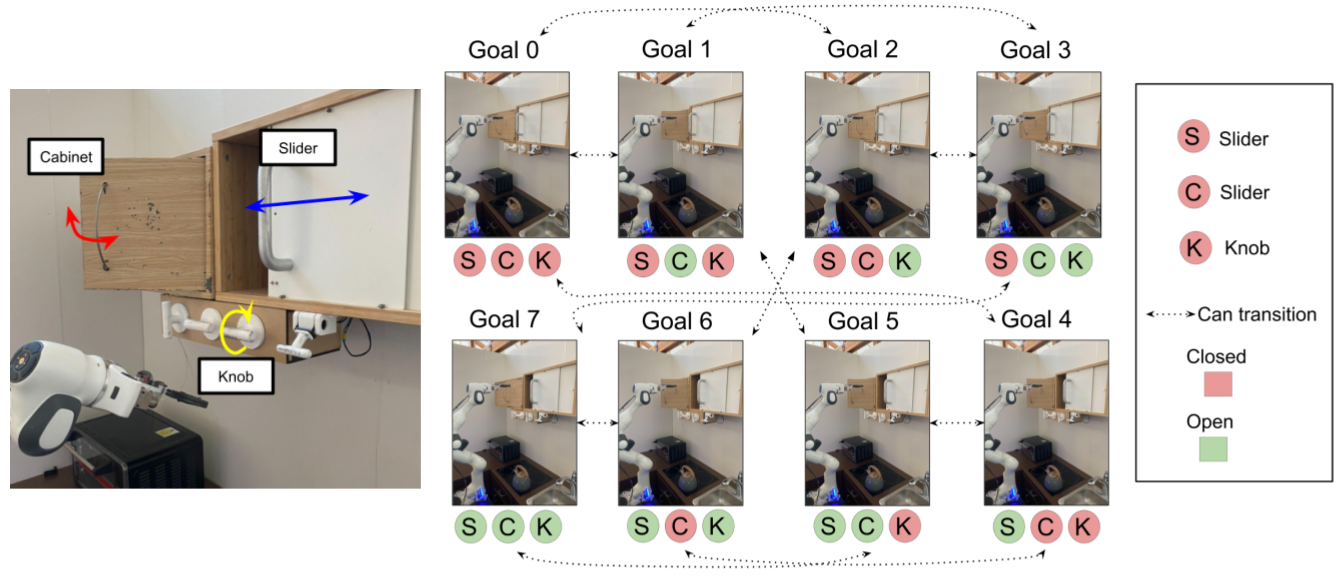 Cabinet
Slider
Knob
Goal 0
Goal 1
Goal 2
Goal 3
S C K
S C K
S C K
S C K
Goal 7
Goal 6
Goal 5
Goal 4
S C K
S C K
S C K
S C K
S Slider
C Slider
K Knob
Can transition
Closed
Open